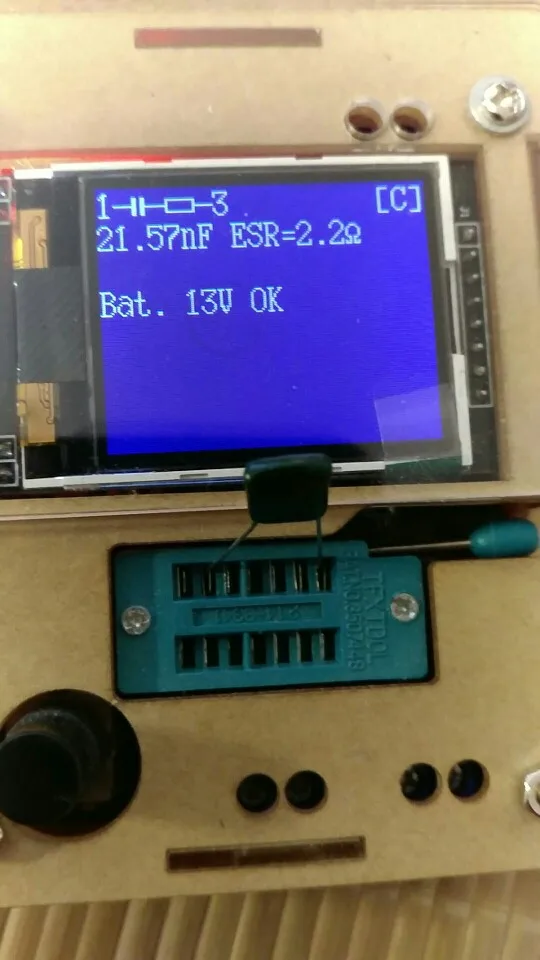 1 3 [C]
21.57nF ESR=2.2Ω
Bat. 13V OK
TEXTOOL